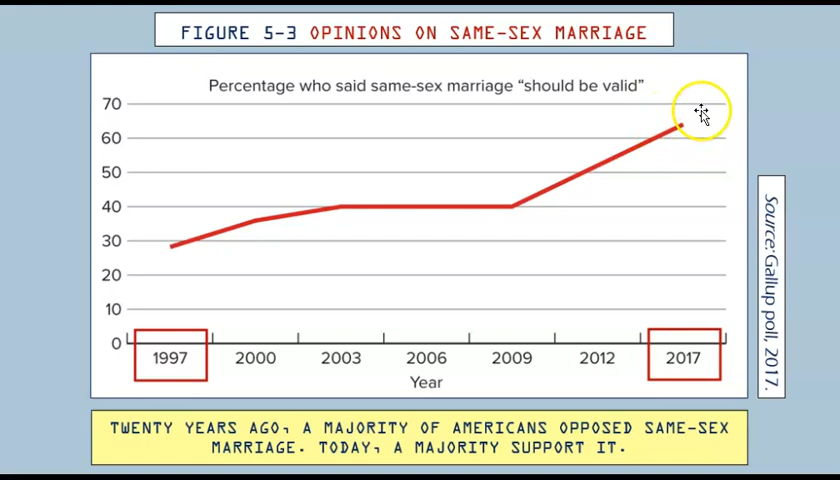 FIGURE 5-3 OPINIONS ON SAME-SEX MARRIAGE
Percentage who said same-sex marriage “should be valid”
70
60
50
40
30
20
10
0
1997 2000 2003 2006 2009 2012 2017
Year
Source: Gallup poll, 2017.
TWENTY YEARS AGO, A MAJORITY OF AMERICANS OPPOSED SAME-SEX
MARRIAGE. TODAY, A MAJORITY SUPPORT IT.